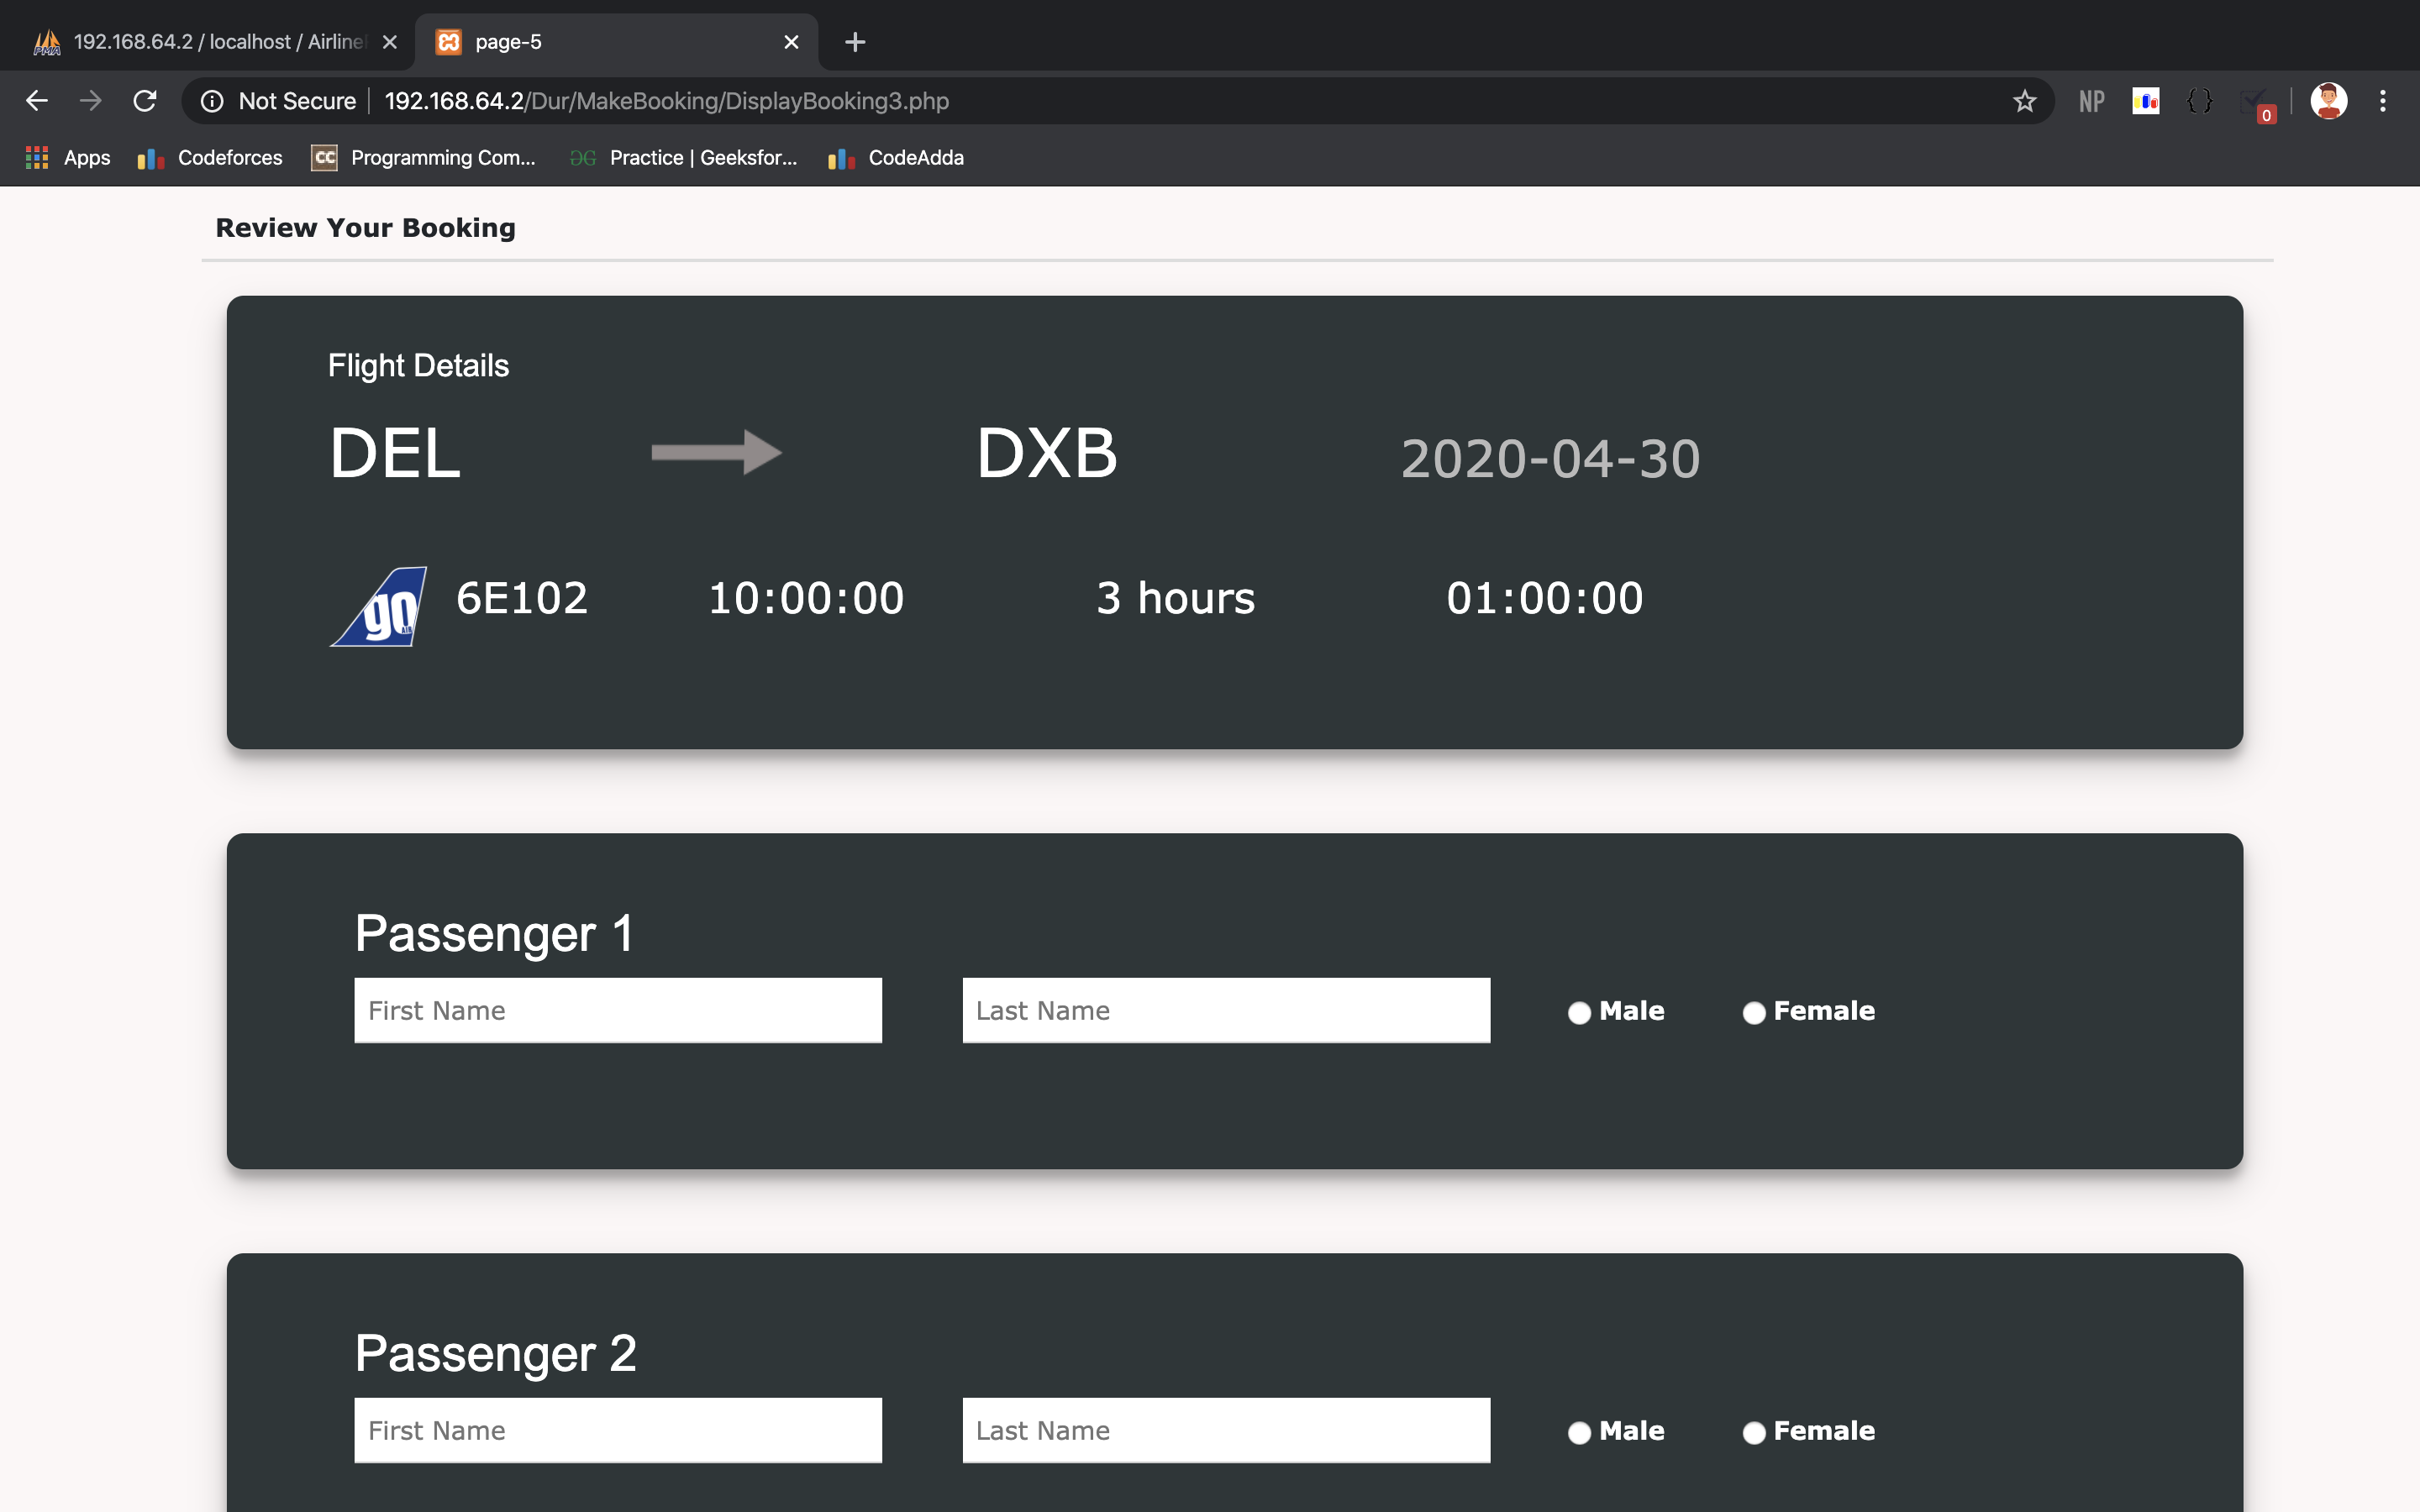 192.168.64.2 / localhost / Airline
page-5
Not Secure 192.168.64.2/Dur/MakeBooking/DisplayBooking3.php
NP
0
Apps Codeforces CC Programming Com... Practice | Geeksfor... CodeAdda
Review Your Booking
Flight Details
DEL DXB 2020-04-30
go 6E102 10:00:00 3 hours 01:00:00
Passenger 1
First Name Last Name Male Female
Passenger 2
First Name Last Name Male Female